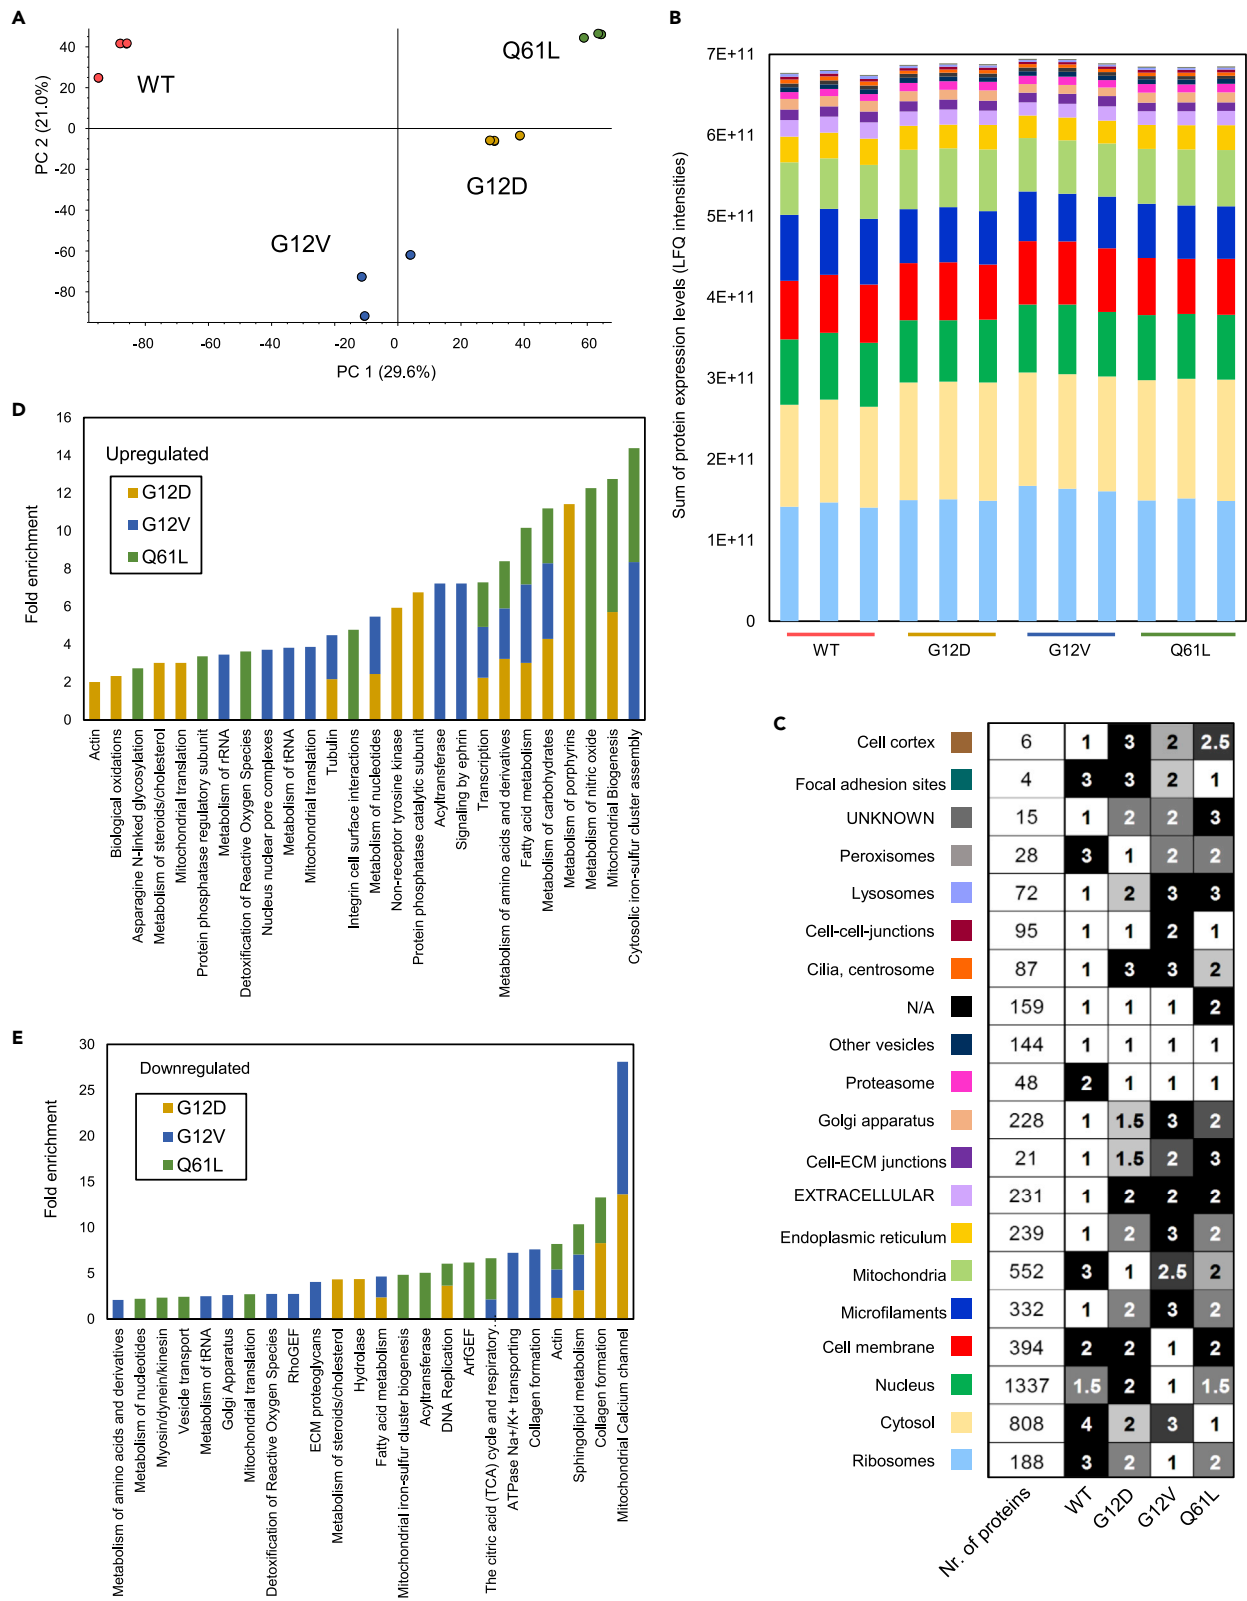 A
40
20
0
-20
-40
-60
-80
-80
-60
-40
-20
0
20
40
60
PC 2 (21.0%)
PC 1 (29.6%)
WT
Q61L
G12D
G12V
B
7E+11
6E+11
5E+11
4E+11
3E+11
2E+11
1E+11
0
Sum of protein expression levels (LFQ intensities)
WT
G12D
G12V
Q61L
D
16
14
12
10
8
6
4
2
0
Fold enrichment
Upregulated
G12D
G12V
Q61L
Actin
Biological oxidations
Asparagine N-linked glycosylation
Metabolism of steroids/cholesterol
Mitochondrial translation
Protein phosphatase regulatory subunit
Metabolism of rRNA
Detoxification of Reactive Oxygen Species
Nucleus nuclear pore complexes
Metabolism of tRNA
Mitochondrial translation
Tubulin
Integrin cell surface interactions
Metabolism of nucleotides
Non-receptor tyrosine kinase
Protein phosphatase catalytic subunit
Acyltransferase
Signaling by ephrin
Transcription
Metabolism of amino acids and derivatives
Fatty acid metabolism
Metabolism of carbohydrates
Metabolism of porphyrins
Metabolism of nitric oxide
Mitochondrial Biogenesis
Cytosolic iron-sulfur cluster assembly
C
Cell cortex 6 1 3 2 2.5
Focal adhesion sites 4 3 3 2 1
UNKNOWN 15 1 2 2 3
Peroxisomes 28 3 1 2 2
Lysosomes 72 1 2 3 3
Cell-cell-junctions 95 1 1 2 1
Cilia, centrosome 87 1 3 3 2
N/A 159 1 1 1 2
Other vesicles 144 1 1 1 1
Proteasome 48 2 1 1 1
Golgi apparatus 228 1 1.5 3 2
Cell-ECM junctions 21 1 1.5 2 3
EXTRACELLULAR 231 1 2 2 2
Endoplasmic reticulum 239 1 2 3 2
Mitochondria 552 3 1 2.5 2
Microfilaments 332 1 2 3 2
Cell membrane 394 2 2 1 2
Nucleus 1337 1.5 2 1 1.5
Cytosol 808 4 2 3 1
Ribosomes 188 3 2 1 2
Nr. of proteins
WT
G12D
G12V
Q61L
E
30
25
20
15
10
5
0
Fold enrichment
Downregulated
G12D
G12V
Q61L
Metabolism of amino acids and derivatives
Metabolism of nucleotides
Myosin/dynein/kinesin
Vesicle transport
Metabolism of tRNA
Golgi Apparatus
Mitochondrial translation
Detoxification of Reactive Oxygen Species
RhoGEF
ECM proteoglycans
Metabolism of steroids/cholesterol
Hydrolase
Fatty acid metabolism
Mitochondrial iron-sulfur cluster biogenesis
Acyltransferase
DNA Replication
ArfGEF
The citric acid (TCA) cycle and respiratory...
ATPase Na+/K+ transporting
Collagen formation
Actin
Sphingolipid metabolism
Collagen formation
Mitochondrial Calcium channel